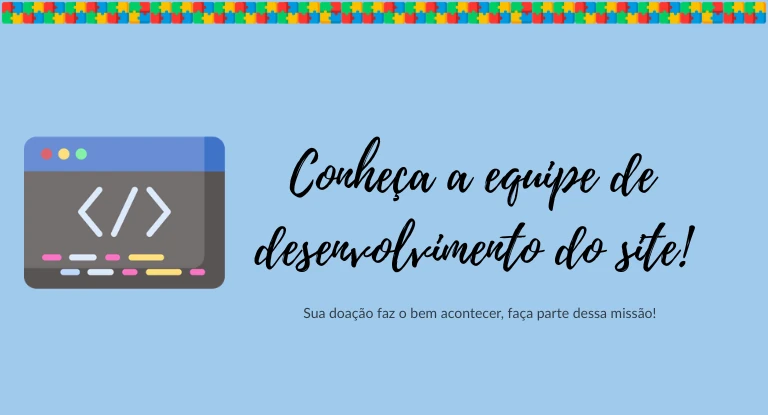 Conheça a equipe de
desenvolvimento do site!
Sua doação faz o bem acontecer, faça parte dessa missão!